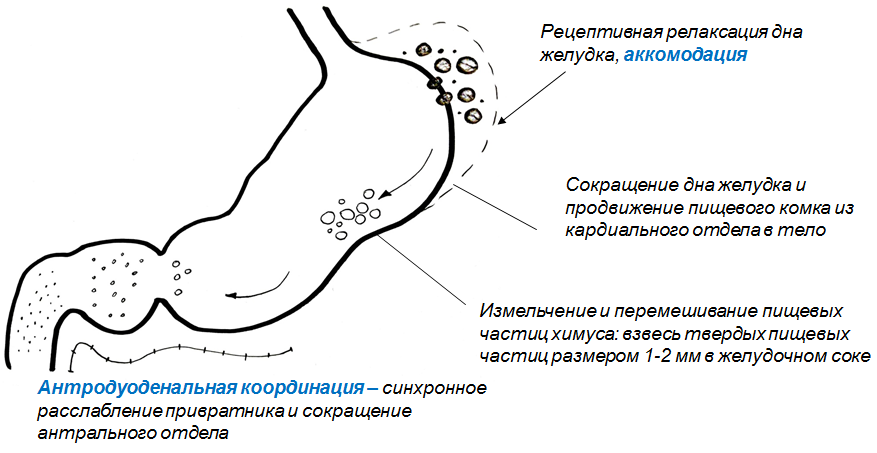 Рецептивная релаксация дна
желудка, аккомодация
Сокращение дна желудка и
продвижение пищевого комка из
кардиального отдела в тело
Измельчение и перемешивание пищевых
частиц химуса: взвесь твердых пищевых
частиц размером 1-2 мм в желудочном соке
Антродуоденальная координация – синхронное
расслабление привратника и сокращение
антрального отдела